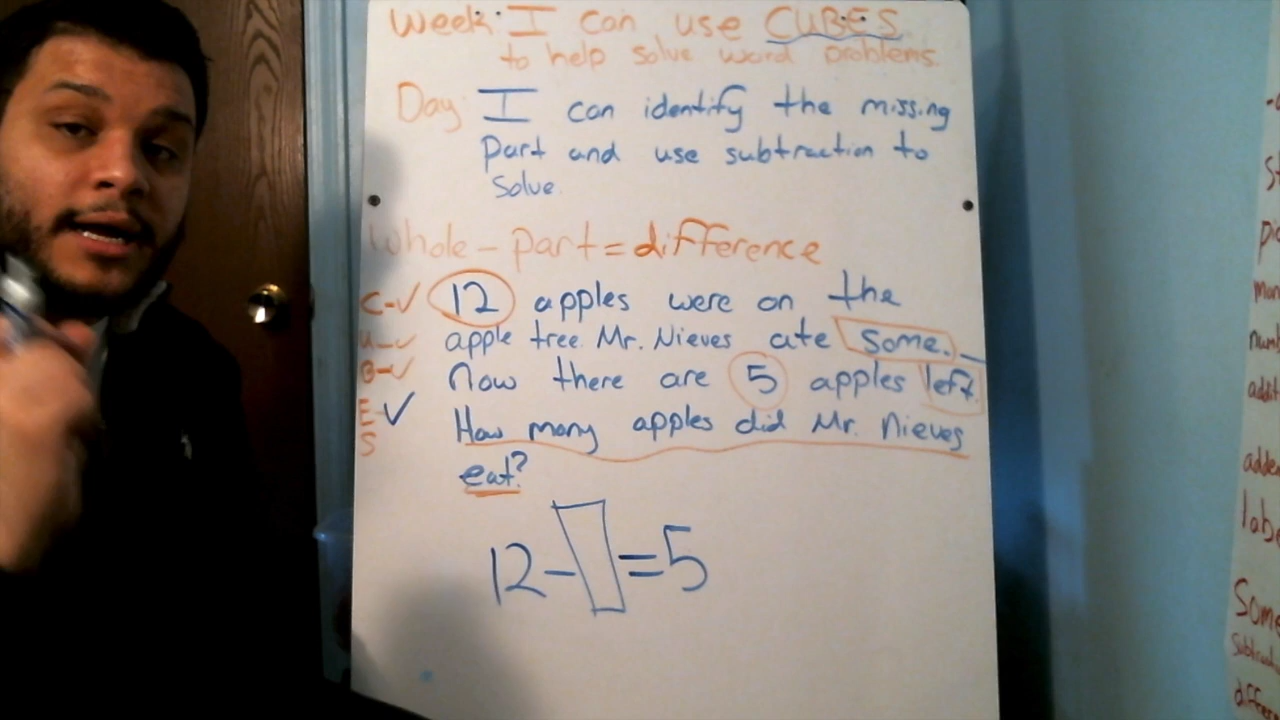 Week: I can use CUBES
to help solve word problems
Day: I can identify the missing
part and use subtraction to
solve.
Whole - part = difference
C-✓ 12 apples were on the
U-✓ apple tree. Mr. Nieves ate some.
B-✓ Now there are 5 apples left.
E-✓ How many apples did Mr. Nieves
S
eat?
12-▯=5